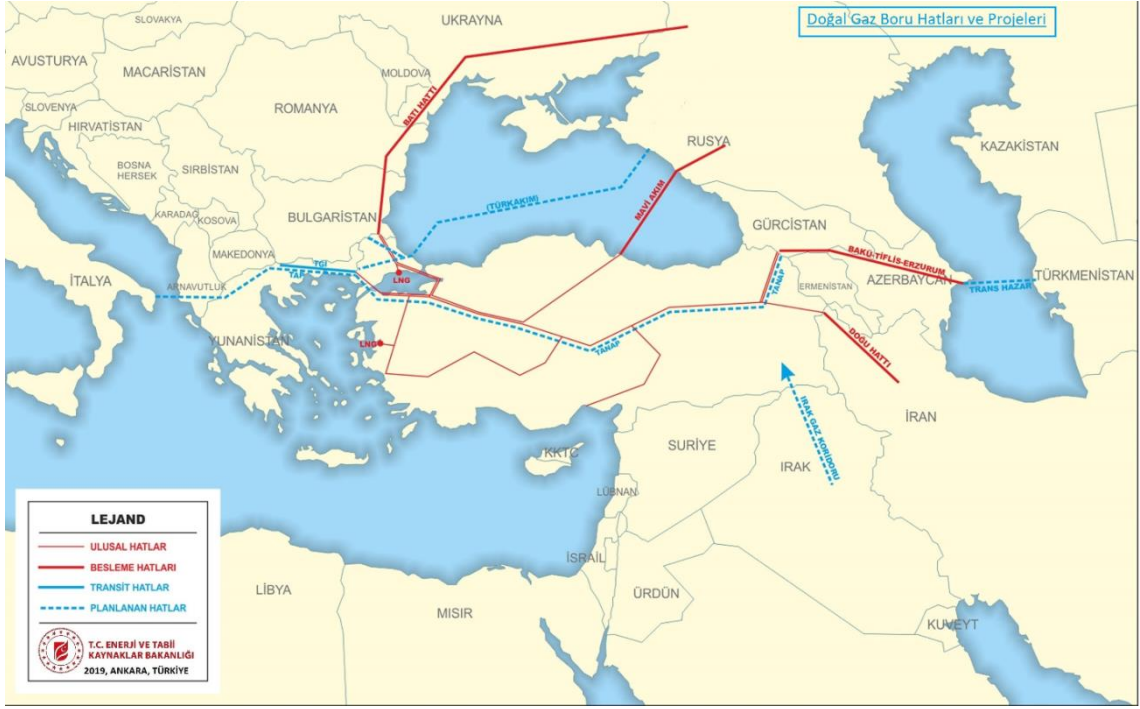 Doğal Gaz Boru Hatları ve Projeleri
UKRAYNA
SLOVAKYA
AVUSTURYA
MACARİSTAN
MOLDOVA
SLOVENYA
ROMANYA
BATI HATTI
HIRVATİSTAN
RUSYA
KAZAKİSTAN
BOSNA
HERSEK
SIRBİSTAN
(TÜRKAKIM)
MAVİ AKIM
KARADAĞ
KOSOVA
BULGARİSTAN
GÜRCİSTAN
MAKEDONYA
BAKÜ-TİFLİS-ERZURUM
TGI
TAP
LNG
TANAP
İTALYA
ARNAVUTLUK
ERMENİSTAN
AZERBAYCAN
TÜRKMENİSTAN
TRANS HAZAR
YUNANİSTAN
LNG
TANAP
DOĞU HATTI
IRAK GAZ KORİDORU
İRAN
KKTC
SURİYE
IRAK
LÜBNAN
İSRAİL
ÜRDÜN
LİBYA
MISIR
KUVEYT
LEJAND
ULUSAL HATLAR
BESLEME HATLARI
TRANSİT HATLAR
PLANLANAN HATLAR
T.C. ENERJİ VE TABİİ
KAYNAKLAR BAKANLIĞI
2019, ANKARA, TÜRKİYE